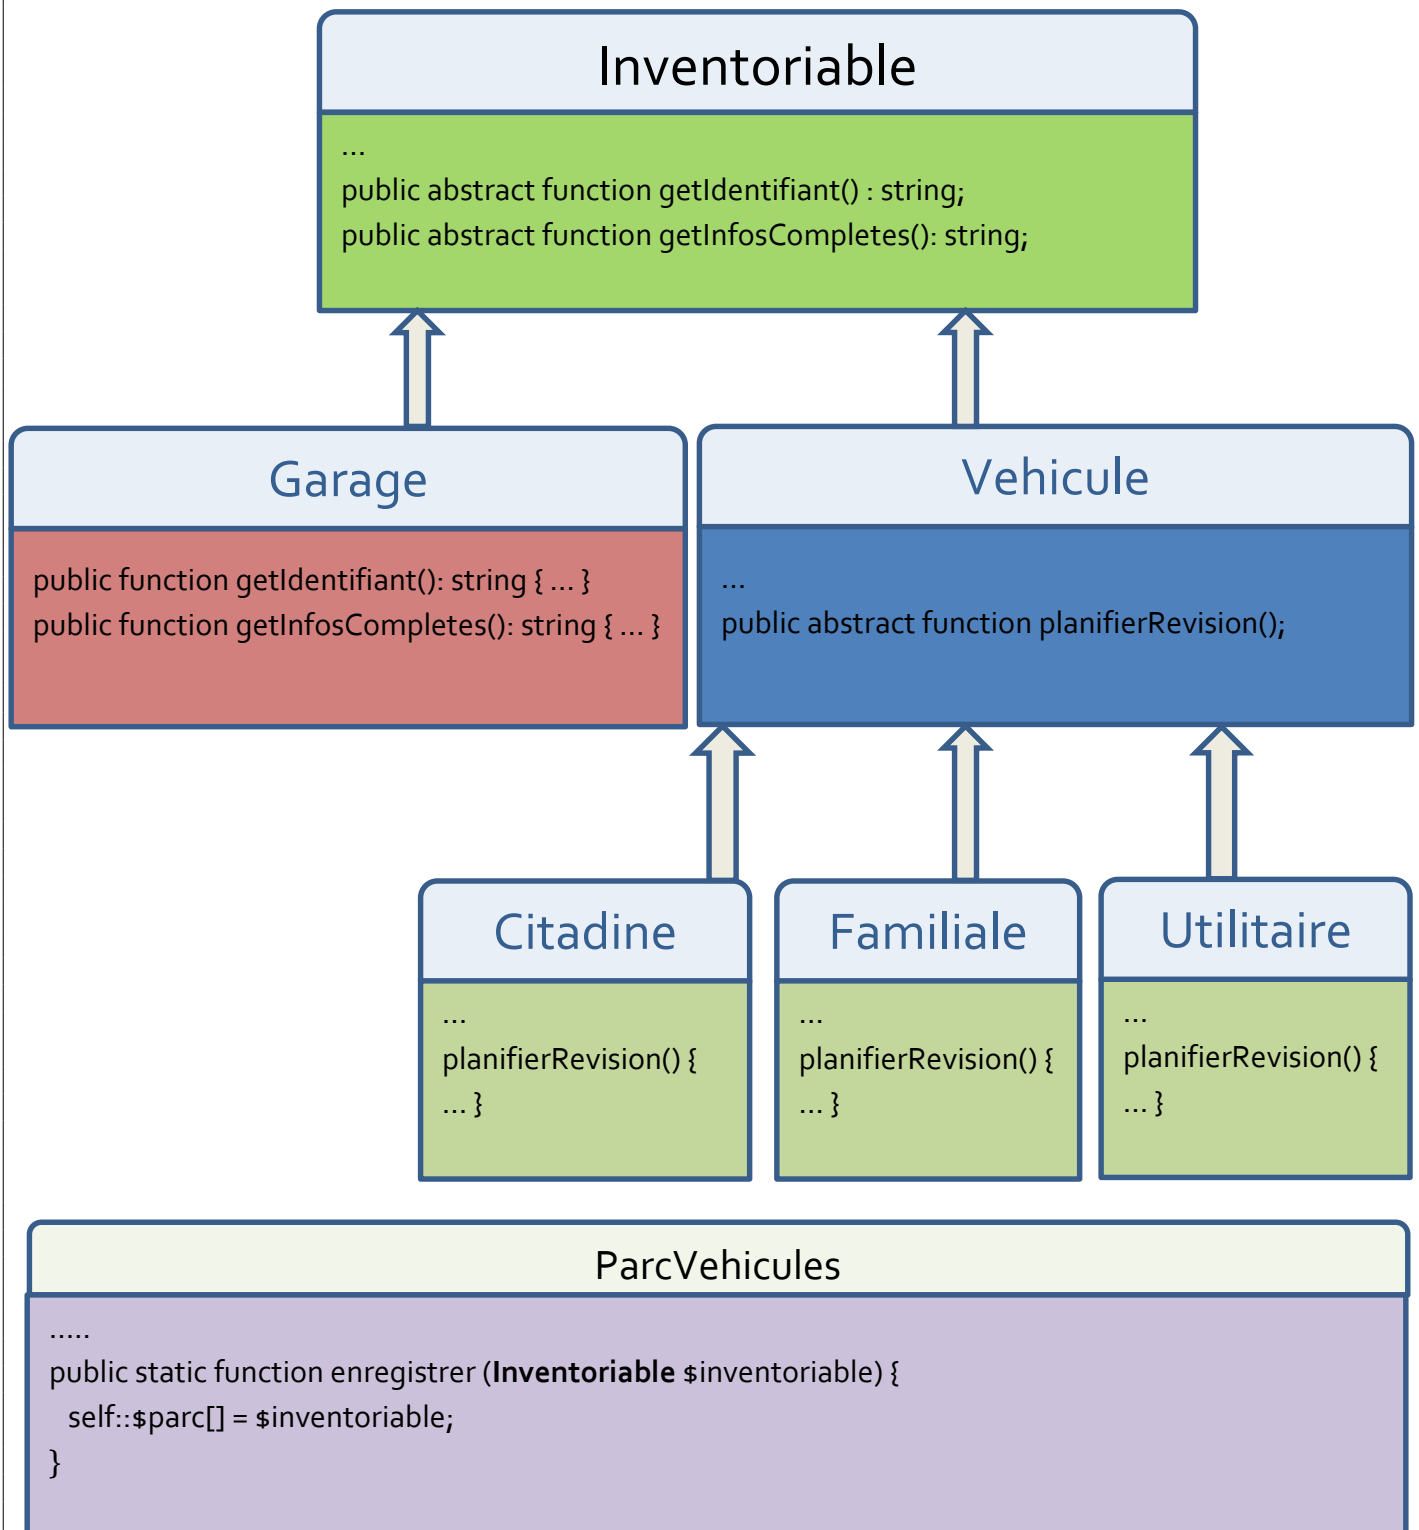 Inventoriable
...
public abstract function getIdentifiant() : string;
public abstract function getInfosCompletes(): string;
Garage
public function getIdentifiant(): string { ... }
public function getInfosCompletes(): string { ... }
Vehicule
...
public abstract function planifierRevision();
Citadine
...
planifierRevision() {
... }
Familiale
...
planifierRevision() {
... }
Utilitaire
...
planifierRevision() {
... }
ParcVehicules
.....
public static function enregistrer (Inventoriable $inventoriable) {
self::$parc[] = $inventoriable;
}